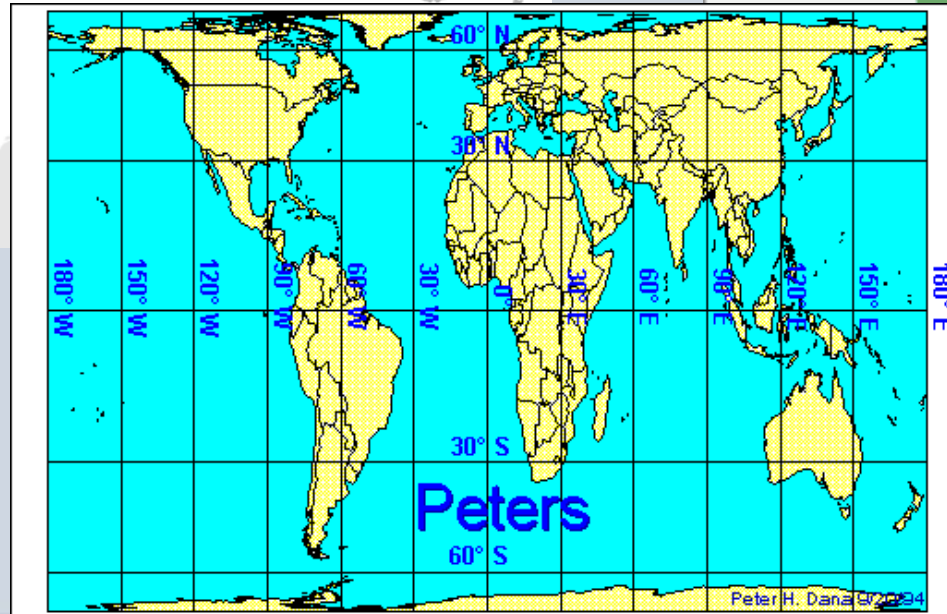 60° N
30° N
180° W
150° W
120° W
90° W
60° W
30° W
0°
30° E
60° E
90° E
120° E
150° E
180° E
30° S
Peters
60° S
Peter H. Dana